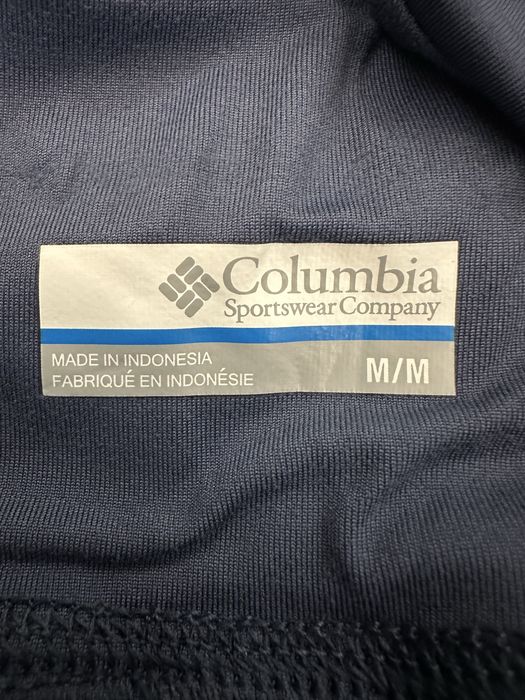 Columbia
Sportswear Company
MADE IN INDONESIA
FABRIQUÉ EN INDONÉSIE
M/M